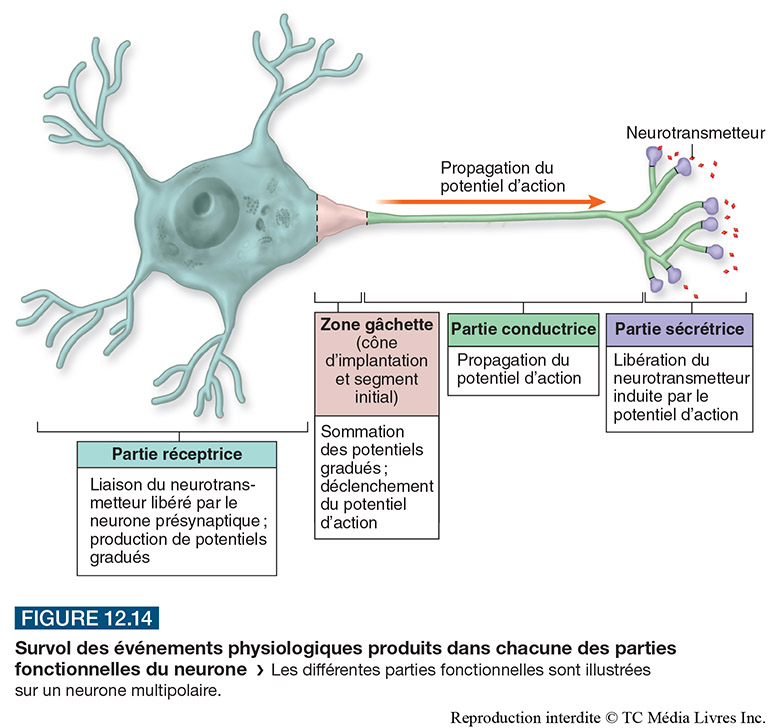 Neurotransmetteur
Propagation du
potentiel d’action
Zone gâchette
(cône
d’implantation
et segment
initial)
Sommation
des potentiels
gradués ;
déclenchement
du potentiel
d’action
Partie conductrice
Propagation du
potentiel d’action
Partie sécrétrice
Libération du
neurotransmetteur
induite par le
potentiel d’action
Partie réceptrice
Liaison du neurotrans-
metteur libéré par le
neurone présynaptique ;
production de potentiels
gradués
FIGURE 12.14
Survol des événements physiologiques produits dans chacune des parties
fonctionnelles du neurone ❯ Les différentes parties fonctionnelles sont illustrées
sur un neurone multipolaire.
Reproduction interdite © TC Média Livres Inc.